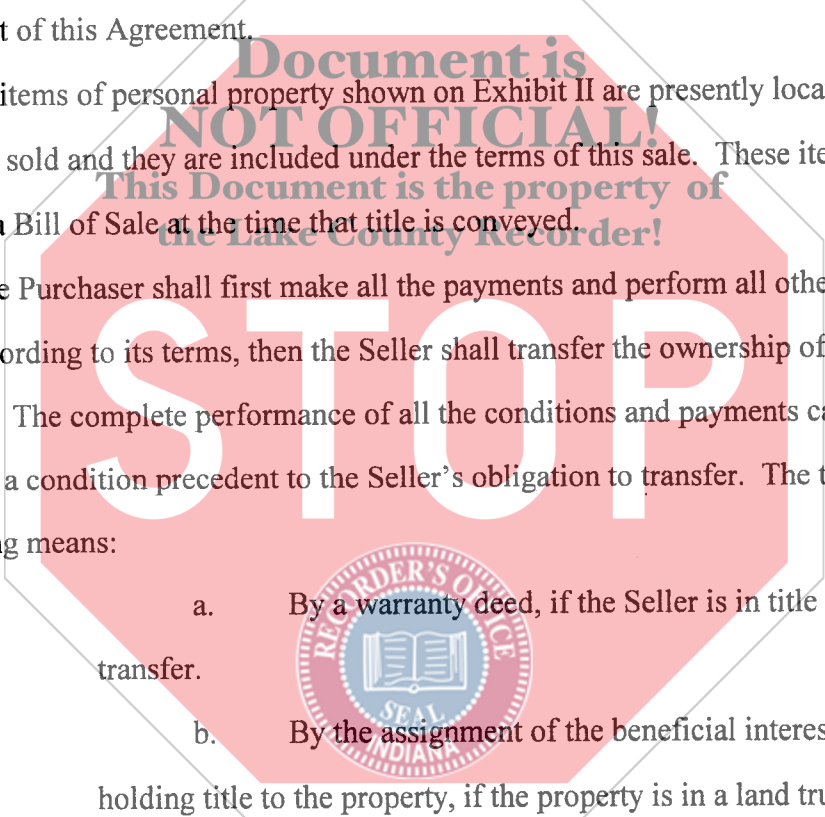 t of this Agreement.
Document is
items of personal property shown on Exhibit II are presently loca
NOT OFFICIAL!
sold and they are included under the terms of this sale. These ite
This Document is the property of
a Bill of Sale at the time that title is conveyed.
the Lake County Recorder!
e Purchaser shall first make all the payments and perform all othe
ording to its terms, then the Seller shall transfer the ownership of
STOP
The complete performance of all the conditions and payments ca
a condition precedent to the Seller's obligation to transfer. The t
g means:
RECORDER'S OFFICE
a. By a warranty deed, if the Seller is in title
transfer.
SEAL
b. By the assignment of the beneficial interes
INDIANA
holding title to the property, if the property is in a land tru